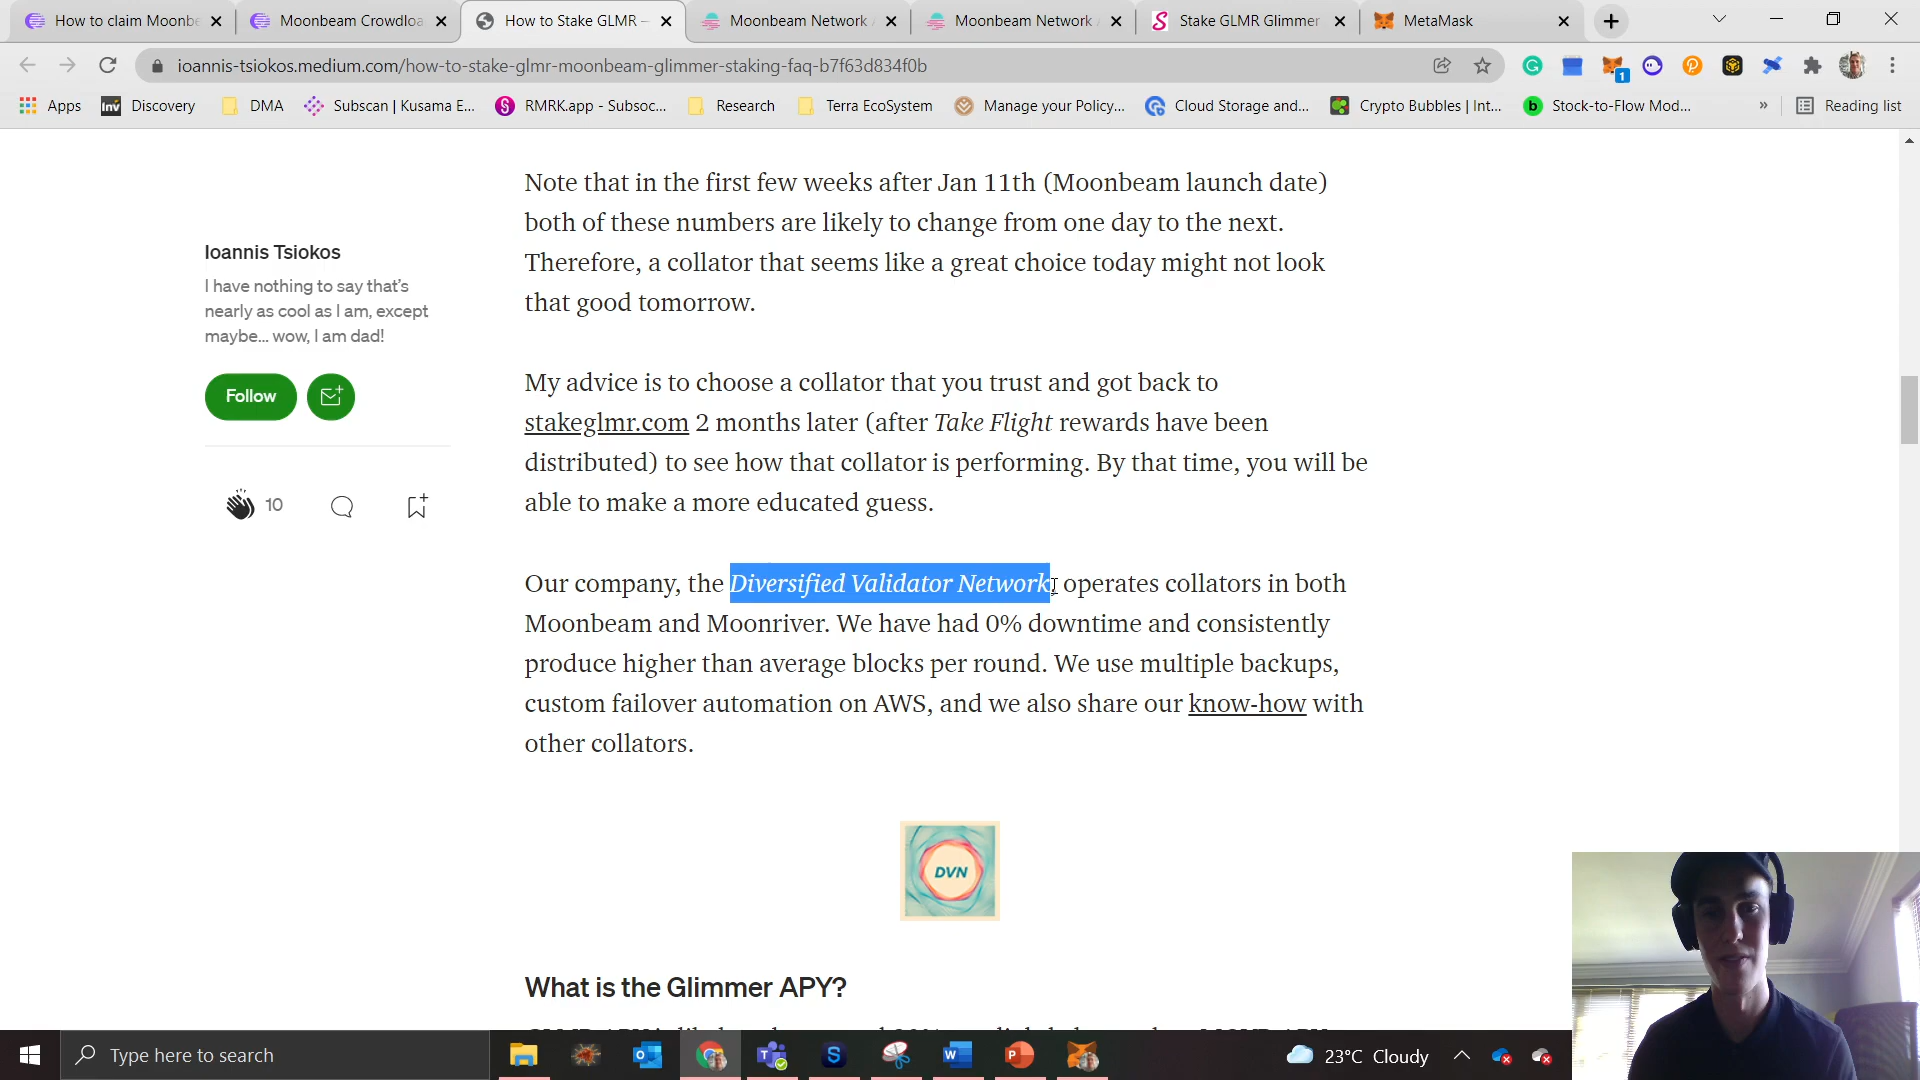 How to claim Moonbe
Moonbeam Crowdloa
How to Stake GLMR –
Moonbeam Network
Moonbeam Network
Stake GLMR Glimmer
MetaMask
ioannis-tsiokos.medium.com/how-to-stake-glmr-moonbeam-glimmer-staking-faq-b7f63d834f0b
1
Apps
Inv
Discovery
DMA
Subscan | Kusama E...
RMRK.app - Subsoc...
Research
Terra EcoSystem
Manage your Policy...
Cloud Storage and...
Crypto Bubbles | Int...
b
Stock-to-Flow Mod...
»
Reading list
Note that in the first few weeks after Jan 11th (Moonbeam launch date)
both of these numbers are likely to change from one day to the next.
Therefore, a collator that seems like a great choice today might not look
that good tomorrow.
Ioannis Tsiokos
I have nothing to say that's
nearly as cool as I am, except
maybe... wow, I am dad!
Follow
10
My advice is to choose a collator that you trust and got back to
stakeglmr.com 2 months later (after Take Flight rewards have been
distributed) to see how that collator is performing. By that time, you will be
able to make a more educated guess.
Our company, the Diversified Validator Network, operates collators in both
Moonbeam and Moonriver. We have had 0% downtime and consistently
produce higher than average blocks per round. We use multiple backups,
custom failover automation on AWS, and we also share our know-how with
other collators.
DVN
What is the Glimmer APY?
Type here to search
23°C Cloudy